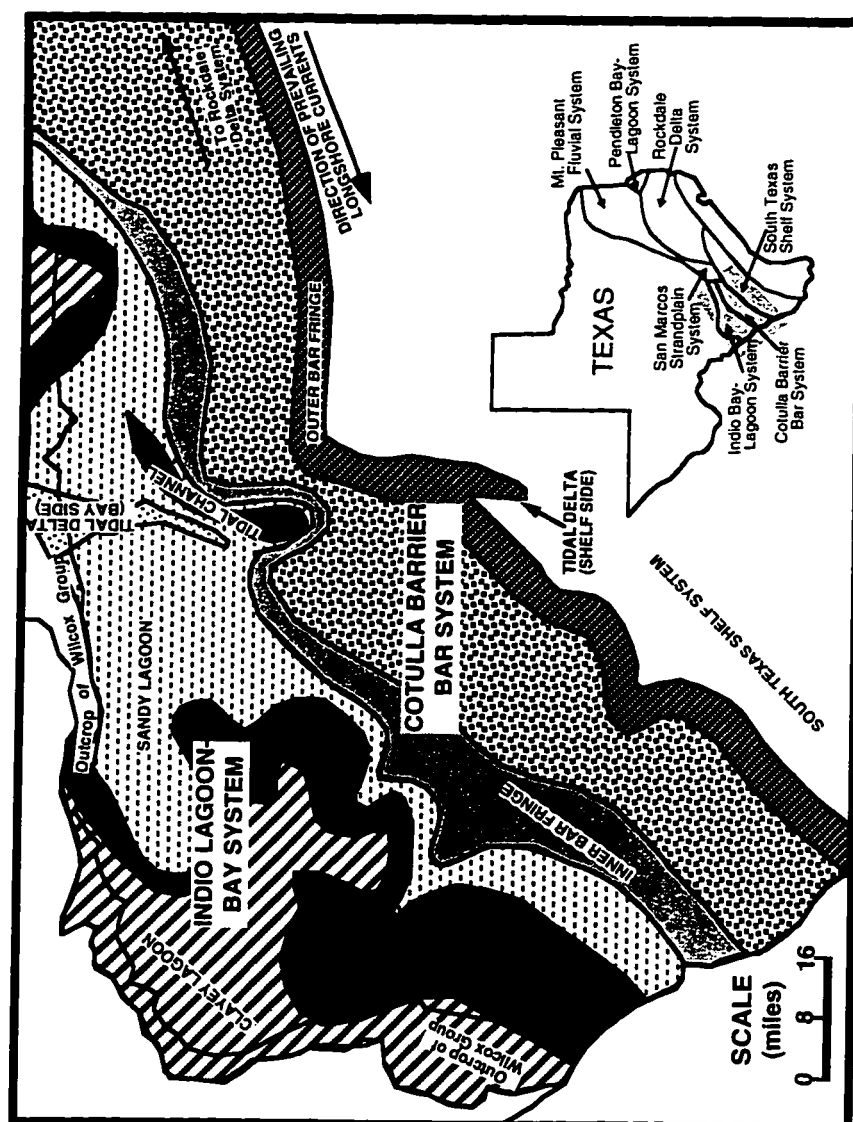 To Rockdale
Delta System
DIRECTION OF PREVAILING
LONGSHORE CURRENTS
OUTER BAR FRINGE
TIDAL DELTA
(BAY SIDE)
TIDAL CHANNEL
Outcrop of Wilcox Group
SANDY LAGOON
INDIO LAGOON-
BAY SYSTEM
COTULLA BARRIER
BAR SYSTEM
TIDAL DELTA
(SHELF SIDE)
CLAYEY LAGOON
INNER BAR FRINGE
SOUTH TEXAS SHELF SYSTEM
Outcrop of
Wilcox Group
SCALE
(miles)
0 8 16
TEXAS
Mt. Pleasant
Fluvial System
Pendleton Bay-
Lagoon System
Rockdale
Delta
System
San Marcos
Strandplain
System
Indio Bay-
Lagoon System
Cotulla Barrier
Bar System
South Texas
Shelf System